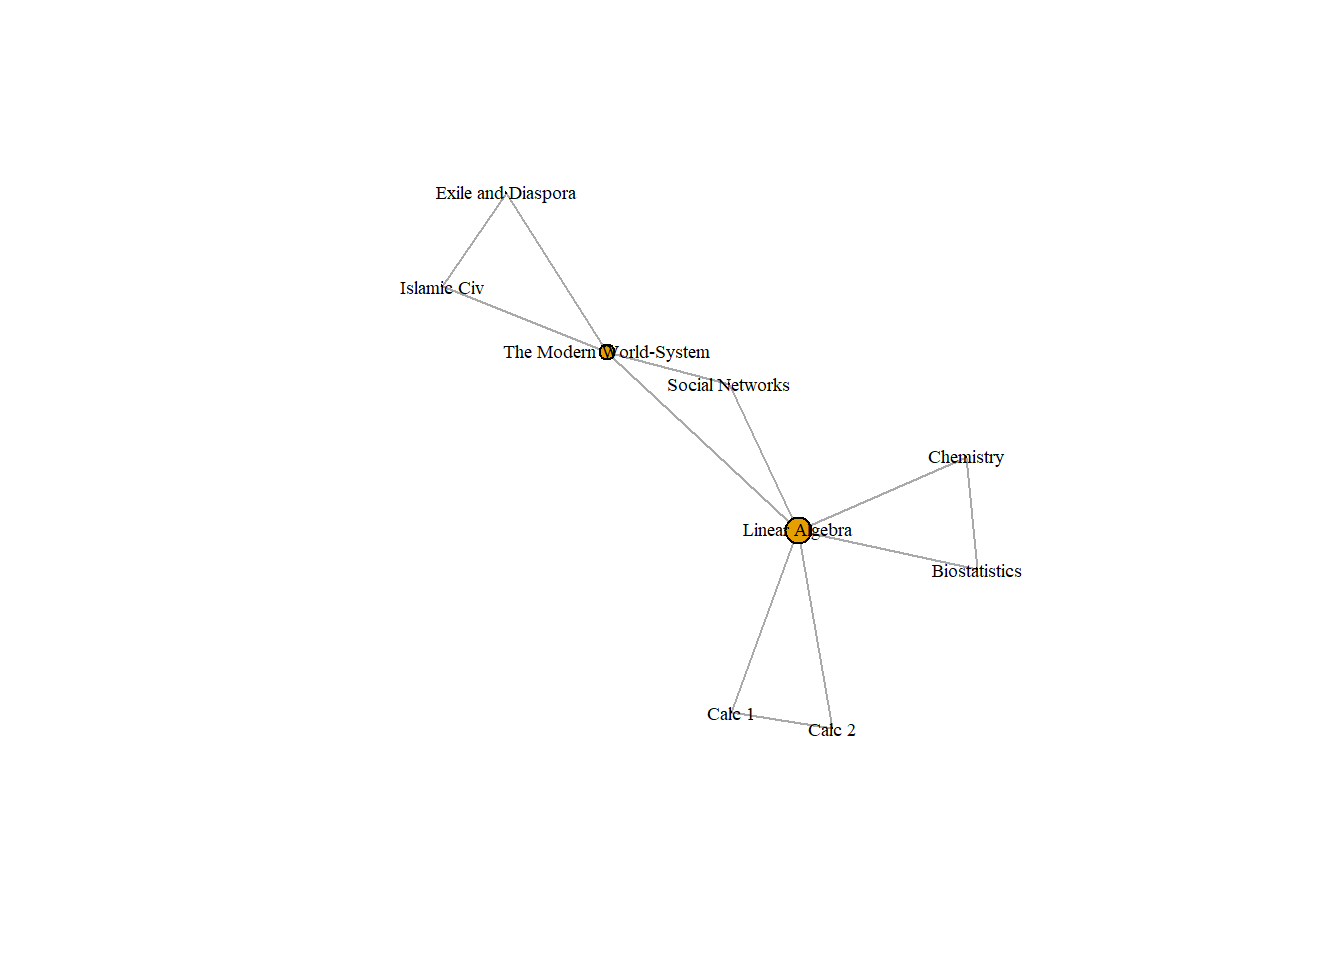 Exile and Diaspora
Islamic Civ
The Modern World-System
Social Networks
Chemistry
Linear Algebra
Biostatistics
Calc 1
Calc 2